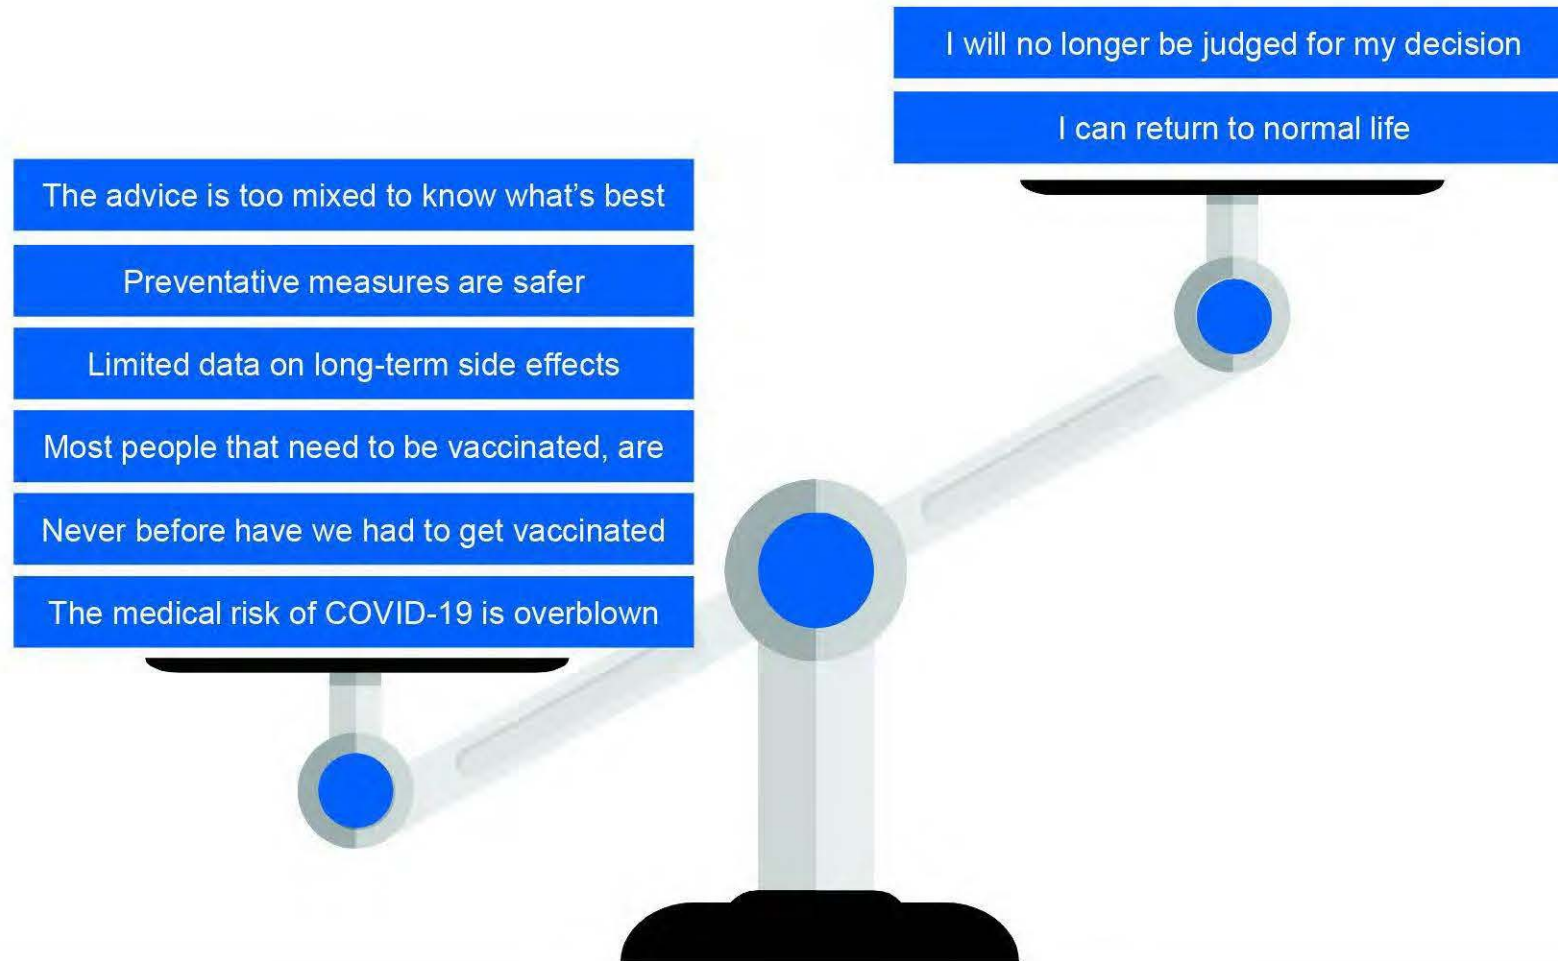 I will no longer be judged for my decision
I can return to normal life
The advice is too mixed to know what's best
Preventative measures are safer
Limited data on long-term side effects
Most people that need to be vaccinated, are
Never before have we had to get vaccinated
The medical risk of COVID-19 is overblown